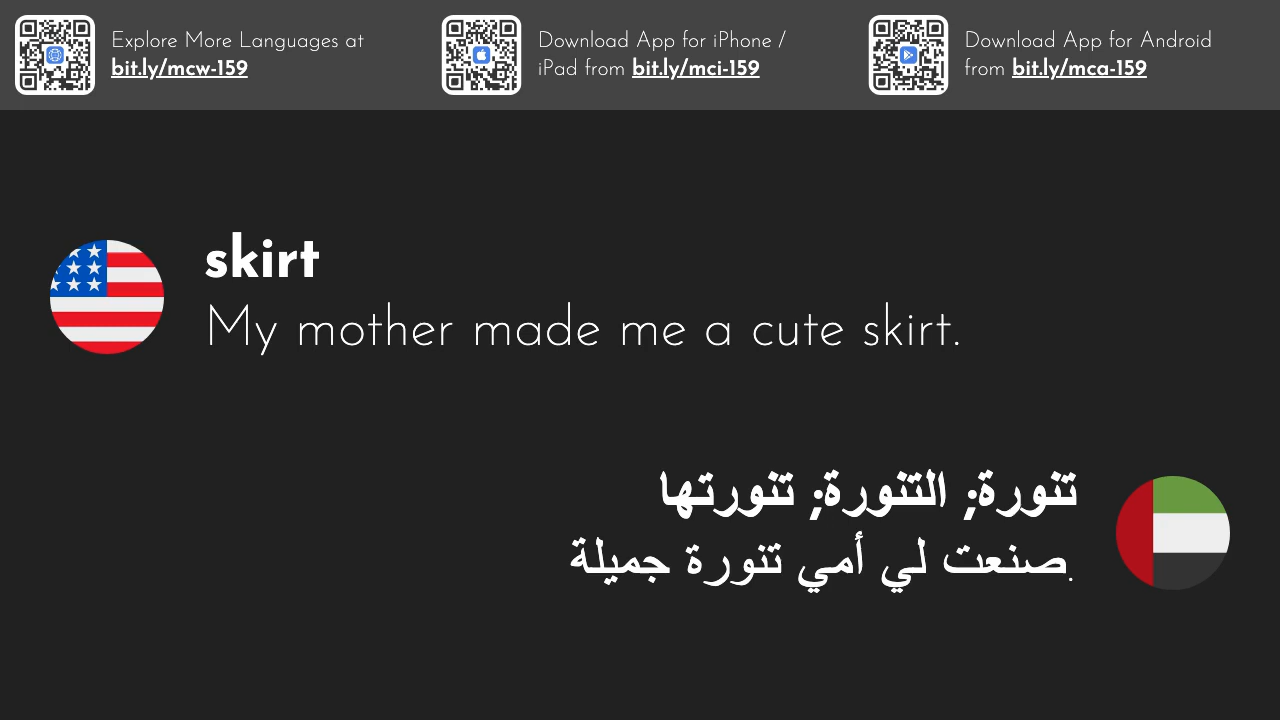 Explore More Languages at
bit.ly/mcw-159
Download App for iPhone /
iPad from bit.ly/mci-159
Download App for Android
from bit.ly/mca-159
skirt
My mother made me a cute skirt.
تنورة; التنورة; تنورتها
صنعت لي أمي تنورة جميلة.